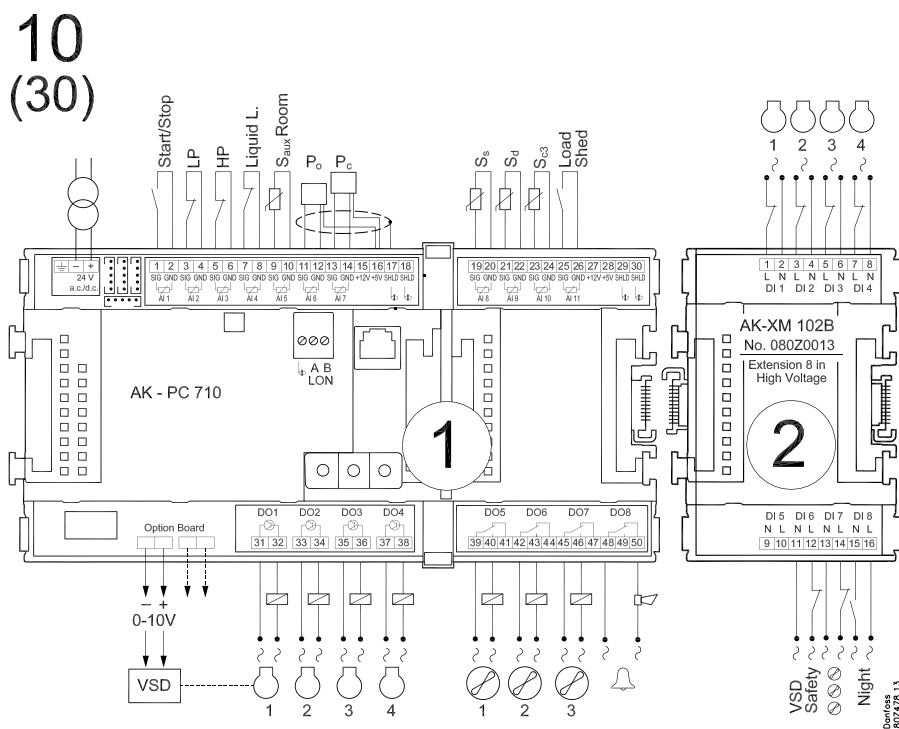 10
(30)
Start/Stop
LP
HP
Liquid L.
Saux Room
Po
Pc
Ss
Sd
Sc3
Load
Shed
1 2 3 4
24 V
a.c./d.c.
1 2 3 4 5 6 7 8 9 10 11 12 13 14 15 16 17 18
SIG GND SIG GND SIG GND SIG GND SIG GND SIG GND SIG GND +12V +5V SHLD SHLD
AI 1 AI 2 AI 3 AI 4 AI 5 AI 6 AI 7
19 20 21 22 23 24 25 26 27 28 29 30
SIG GND SIG GND SIG GND SIG GND +12V +5V SHLD SHLD
AI 8 AI 9 AI 10 AI 11
1 2 3 4 5 6 7 8
L N L N L N L N
DI 1 DI 2 DI 3 DI 4
A B
LON
AK - PC 710
1
AK-XM 102B
No. 080Z0013
Extension 8 in
High Voltage
2
Option Board
DO1 DO2 DO3 DO4
31 32 33 34 35 36 37 38
DO5 DO6 DO7 DO8
39 40 41 42 43 44 45 46 47 48 49 50
DI 5 DI 6 DI 7 DI 8
N L N L N L N L
9 10 11 12 13 14 15 16
– +
0-10V
VSD
1 2 3 4
1 2 3
VSD
Safety
Night
Danfoss
80Z478.13